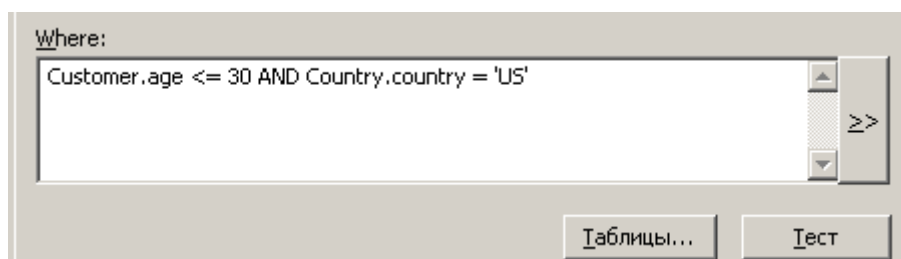 Where:
Customer.age <= 30 AND Country.country = 'US'
>>
Таблицы... Тест